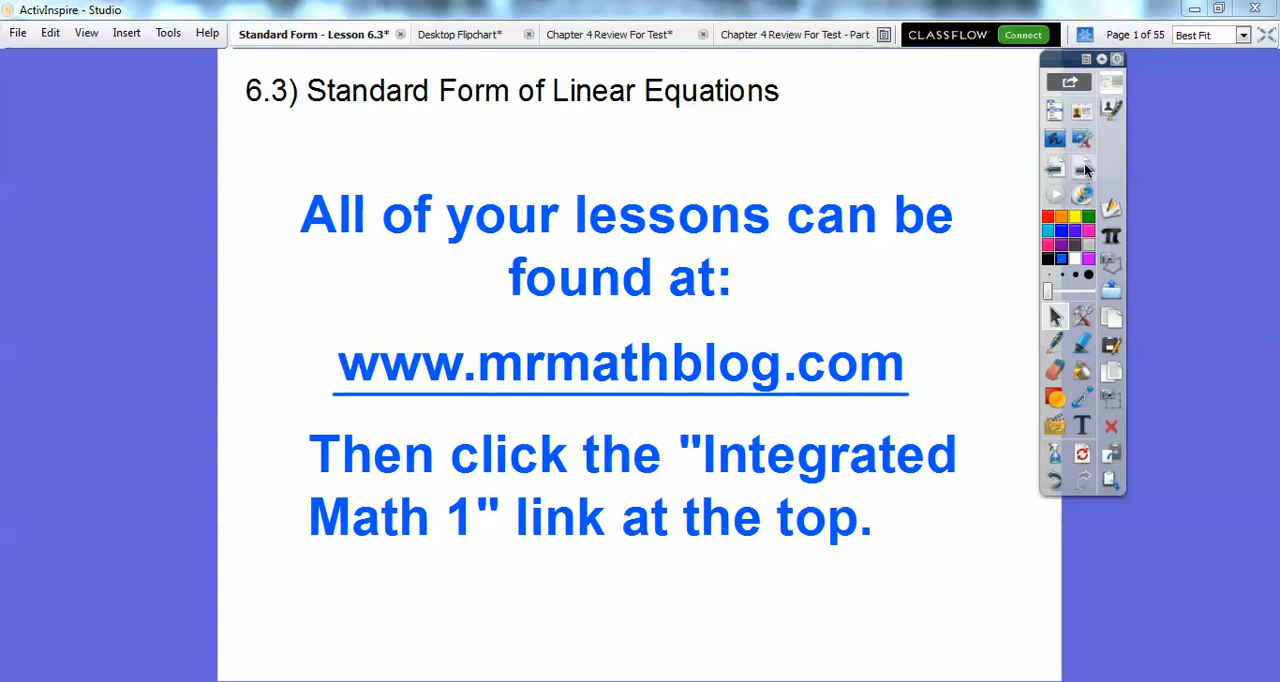 ActivInspire - Studio
File Edit View Insert Tools Help
Standard Form - Lesson 6.3* Desktop Flipchart* Chapter 4 Review For Test* Chapter 4 Review For Test - Part
CLASSFLOW Connect
Page 1 of 55 Best Fit
6.3) Standard Form of Linear Equations
All of your lessons can be
found at:
www.mrmathblog.com
Then click the "Integrated
Math 1" link at the top.
T
π